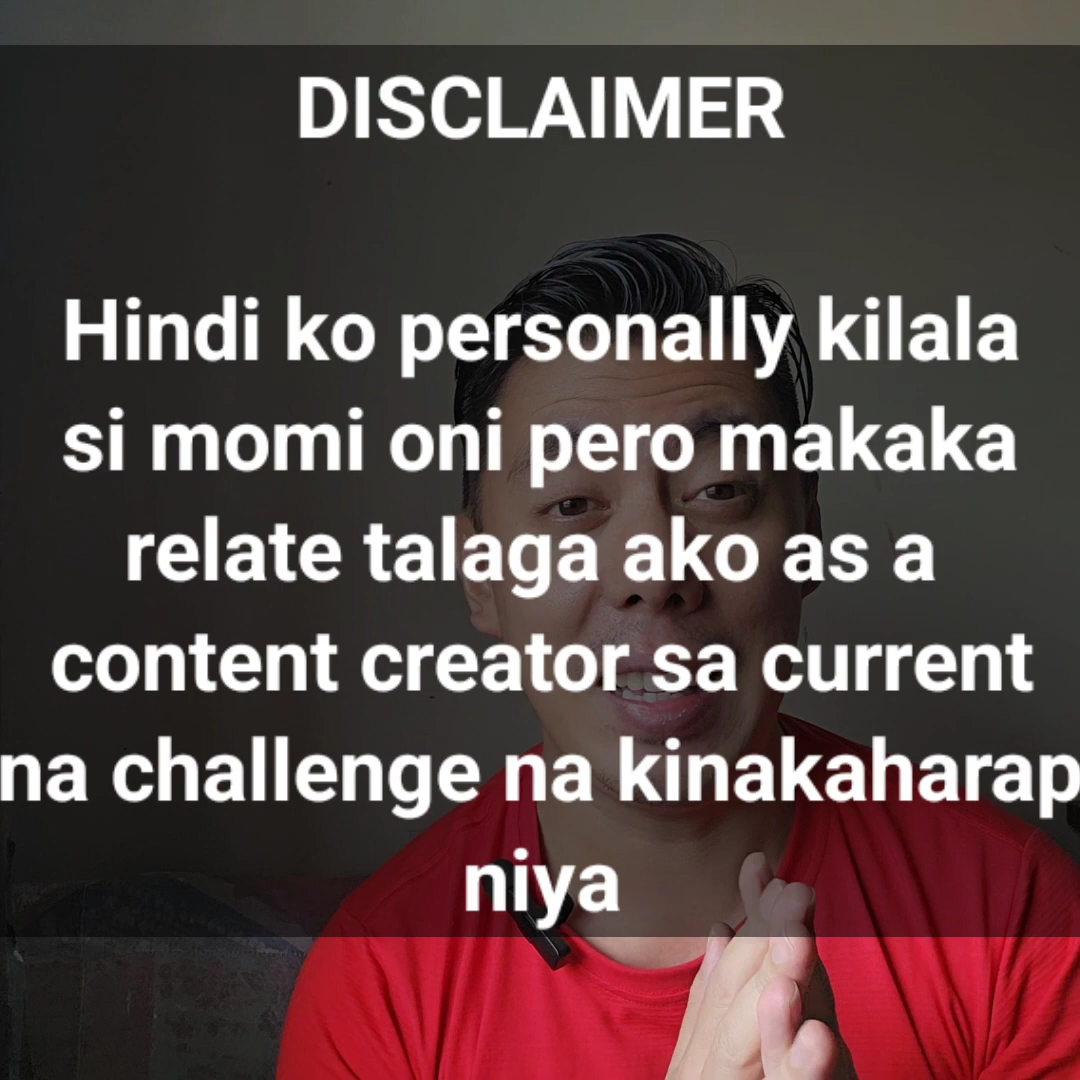 DISCLAIMER
Hindi ko personally kilala
si momi oni pero makaka
relate talaga ako as a
content creator sa current
na challenge na kinakaharap
niya